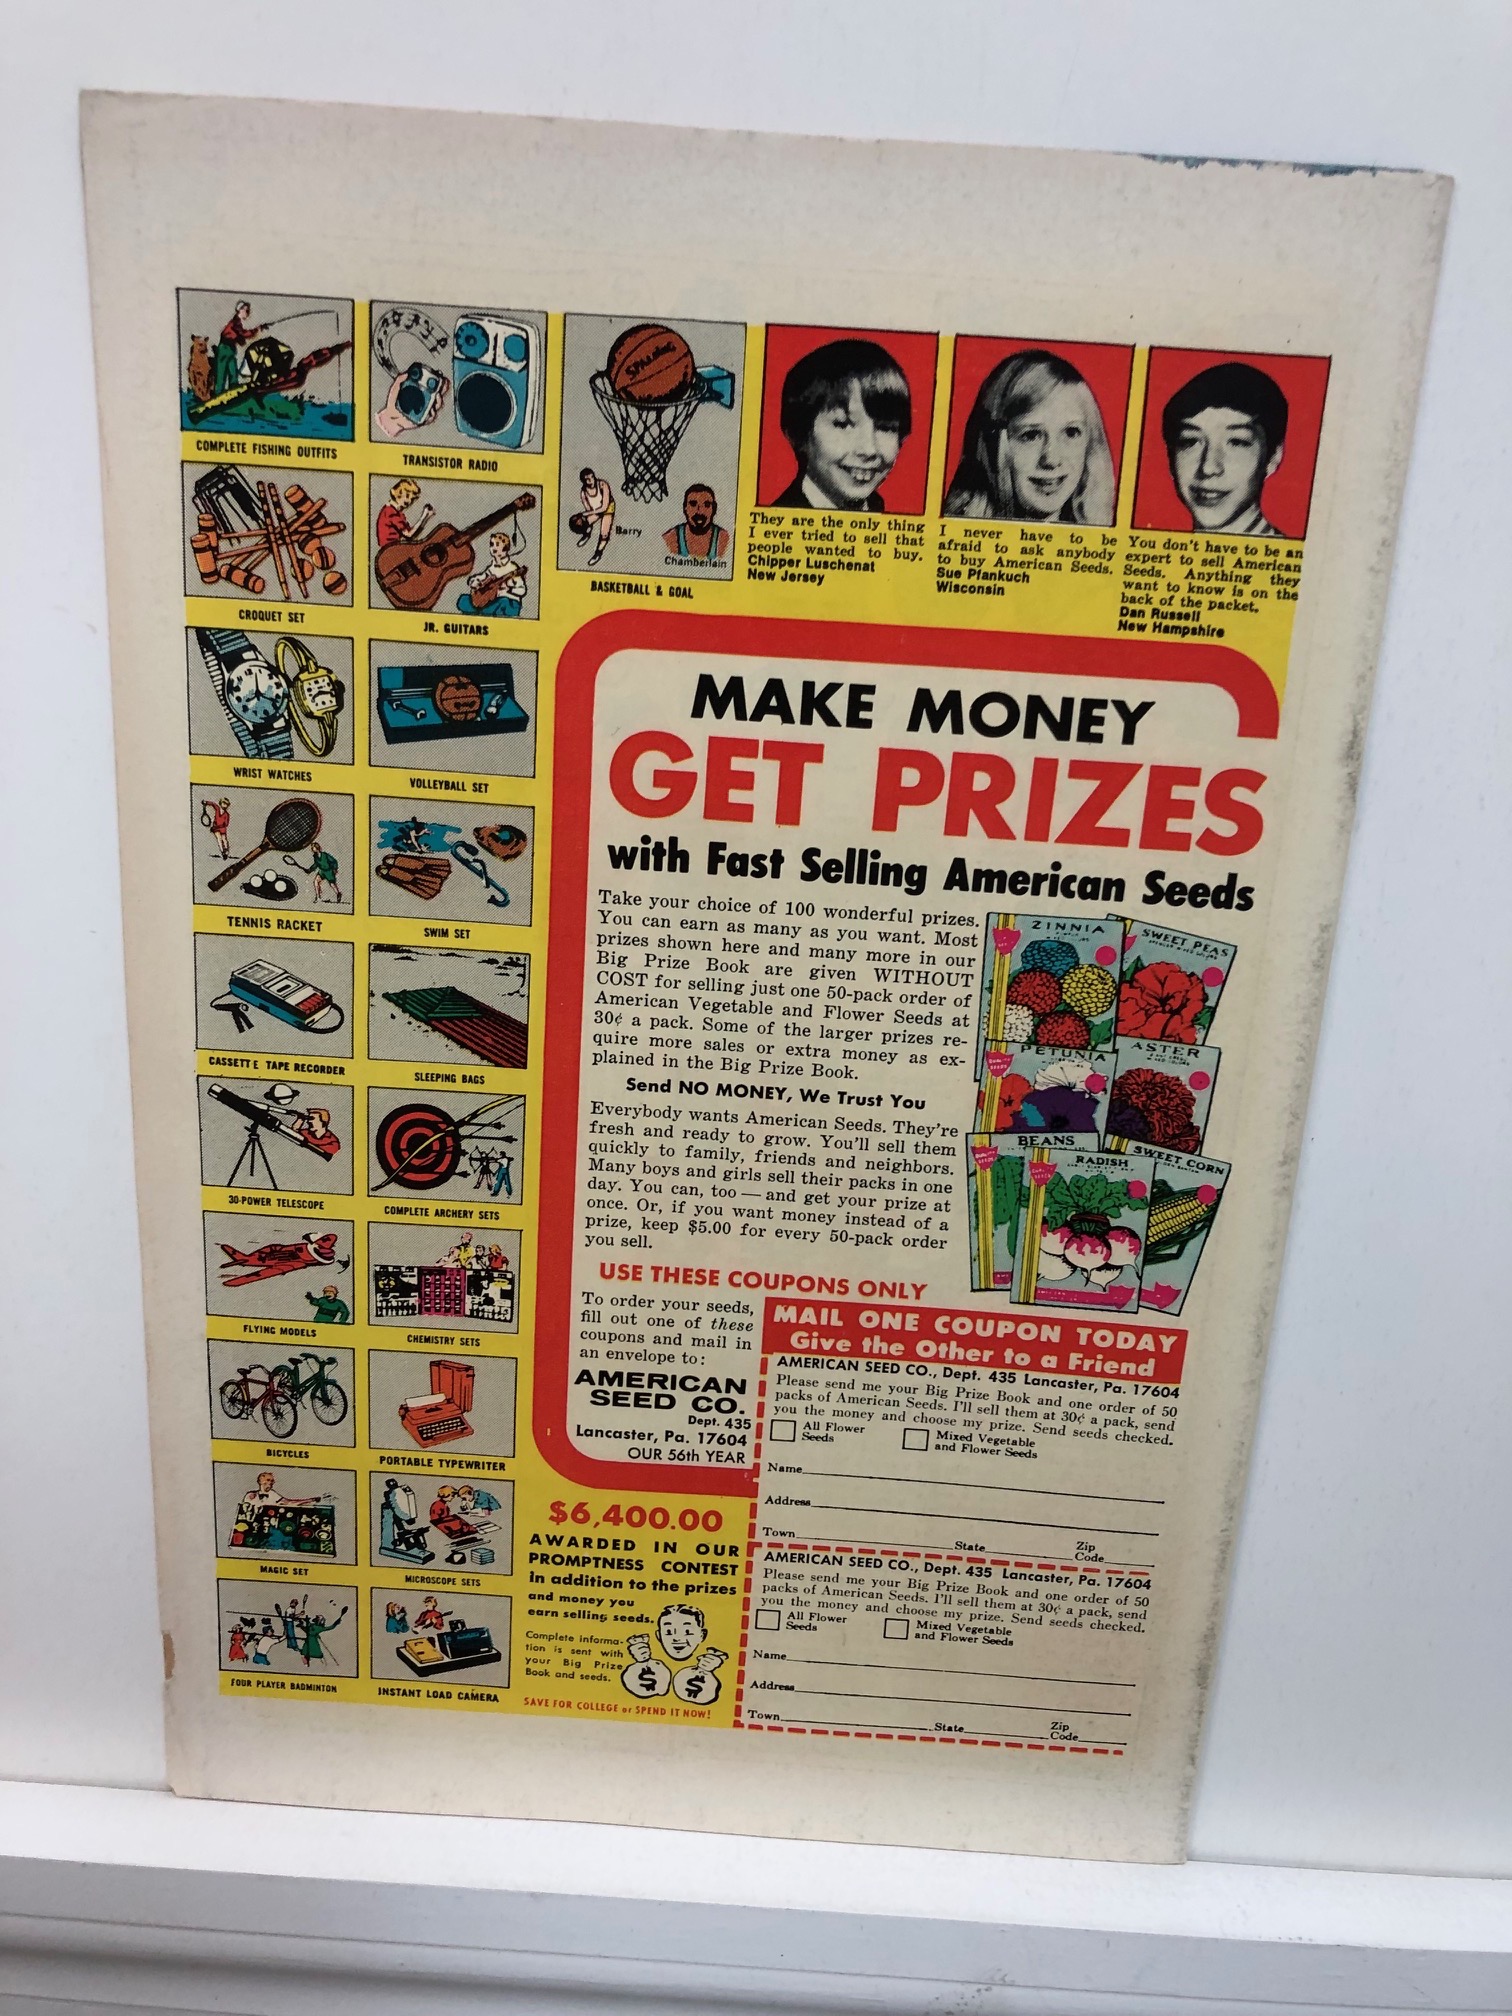 COMPLETE FISHING OUTFITS
TRANSISTOR RADIO
SPALDING
Barry
Chamberlain
BASKETBALL & GOAL
CROQUET SET
JR. GUITARS
WRIST WATCHES
VOLLEYBALL SET
TENNIS RACKET
SWIM SET
CASSETTE TAPE RECORDER
SLEEPING BAGS
30-POWER TELESCOPE
COMPLETE ARCHERY SETS
FLYING MODELS
CHEMISTRY SETS
BICYCLES
PORTABLE TYPEWRITER
MAGIC SET
MICROSCOPE SETS
FOUR PLAYER BADMINTON
INSTANT LOAD CAMERA
They are the only thing
I ever tried to sell that
people wanted to buy.
Chipper Luschenat
New Jersey
I never have to be
afraid to ask anybody
to buy American Seeds.
Sue Pfankuch
Wisconsin
You don't have to be an
expert to sell American
Seeds. Anything they
want to know is on the
back of the packet.
Dan Russell
New Hampshire
MAKE MONEY
GET PRIZES
with Fast Selling American Seeds
Take your choice of 100 wonderful prizes.
You can earn as many as you want. Most
prizes shown here and many more in our
Big Prize Book are given WITHOUT
COST for selling just one 50-pack order of
American Vegetable and Flower Seeds at
30¢ a pack. Some of the larger prizes re-
quire more sales or extra money as ex-
plained in the Big Prize Book.
Send NO MONEY, We Trust You
Everybody wants American Seeds. They're
fresh and ready to grow. You'll sell them
quickly to family, friends and neighbors.
Many boys and girls sell their packs in one
day. You can, too — and get your prize at
once. Or, if you want money instead of a
prize, keep $5.00 for every 50-pack order
you sell.
ZINNIA
SWEET PEAS
PETUNIA
ASTER
BEANS
RADISH
SWEET CORN
USE THESE COUPONS ONLY
To order your seeds,
fill out one of these
coupons and mail in
an envelope to:
AMERICAN
SEED CO.
Dept. 435
Lancaster, Pa. 17604
OUR 56th YEAR
MAIL ONE COUPON TODAY
Give the Other to a Friend
AMERICAN SEED CO., Dept. 435 Lancaster, Pa. 17604
Please send me your Big Prize Book and one order of 50
packs of American Seeds. I'll sell them at 30¢ a pack, send
you the money and choose my prize. Send seeds checked.
All Flower
Seeds
Mixed Vegetable
and Flower Seeds
Name
Address
Town State Zip
Code
AMERICAN SEED CO., Dept. 435 Lancaster, Pa. 17604
Please send me your Big Prize Book and one order of 50
packs of American Seeds. I'll sell them at 30¢ a pack, send
you the money and choose my prize. Send seeds checked.
All Flower
Seeds
Mixed Vegetable
and Flower Seeds
Name
Address
Town State Zip
Code
$6,400.00
AWARDED IN OUR
PROMPTNESS CONTEST
in addition to the prizes
and money you
earn selling seeds.
Complete informa-
tion is sent with
your Big Prize
Book and seeds.
$ $
SAVE FOR COLLEGE or SPEND IT NOW!